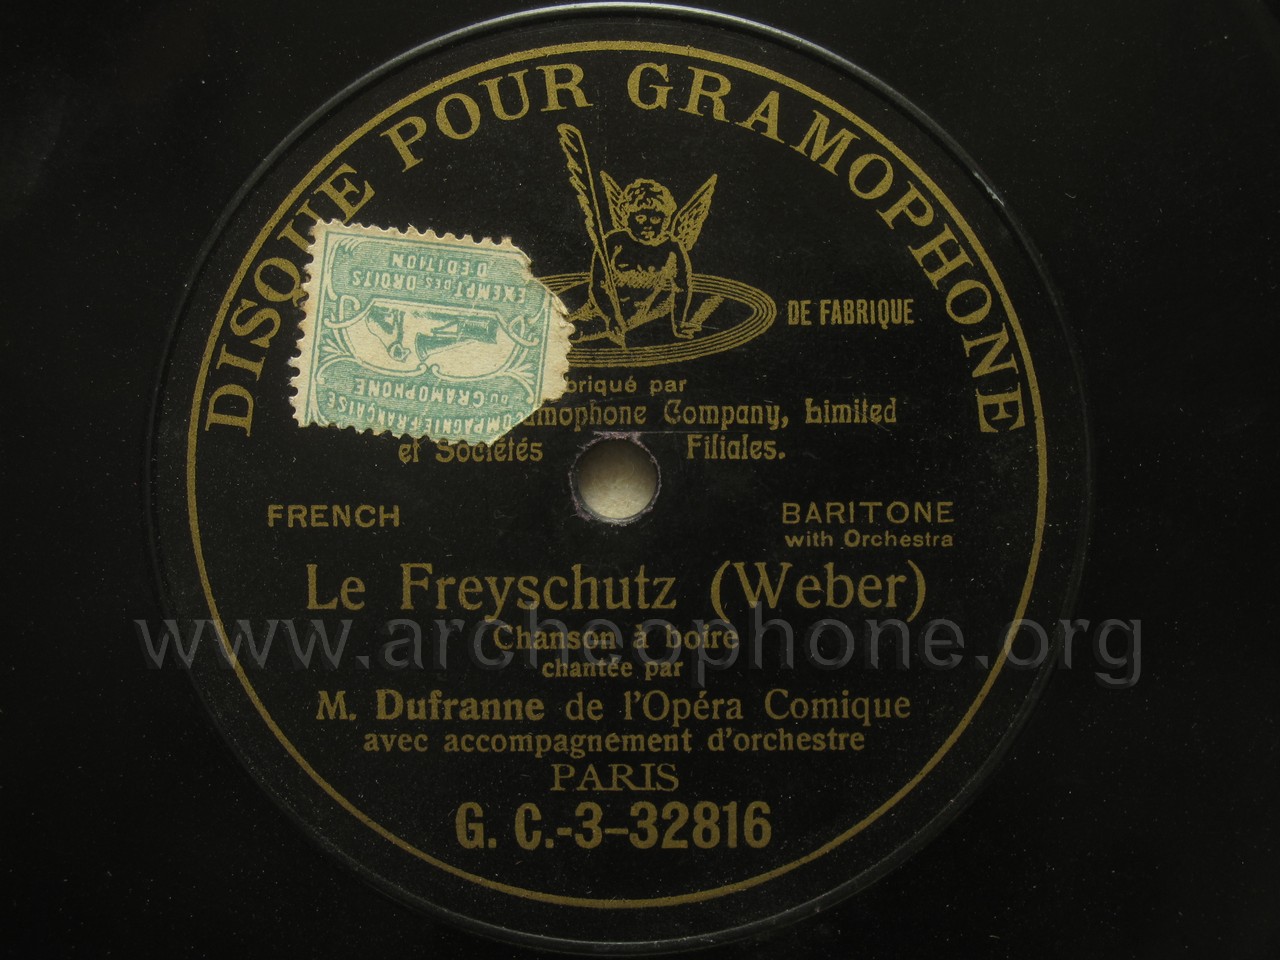 DISQUE POUR GRAMOPHONE
DE FABRIQUE
EXEMPT DES DROITS
D'ÉDITION
COMPAGNIE FRANÇAISE
DU GRAMOPHONE
par
Company, Limited
et Sociétés Filiales.
FRENCH
BARITONE
with Orchestra
Le Freyschutz (Weber)
www.archeophone.org
Chanson à boire
chantée par
M. Dufranne de l'Opéra Comique
avec accompagnement d'orchestre
PARIS
G. C.-3-32816